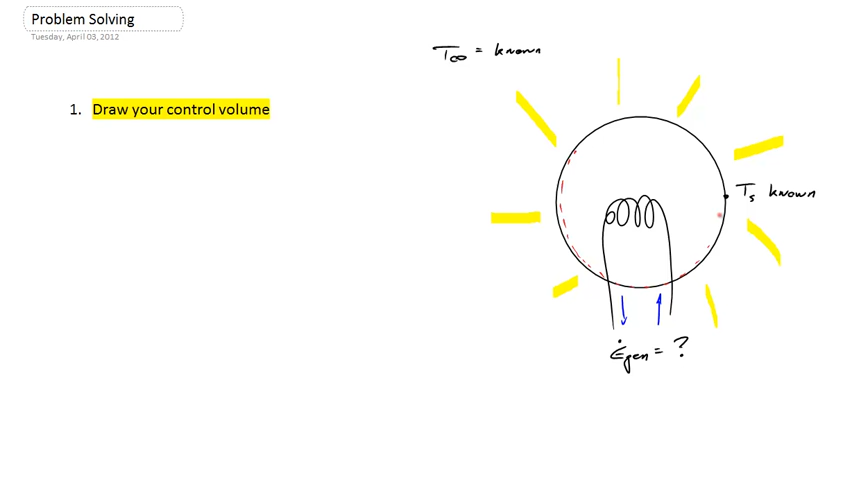 Problem Solving
Tuesday, April 03, 2012
T∞ = known
1. Draw your control volume
Ts known
Ėgen = ?